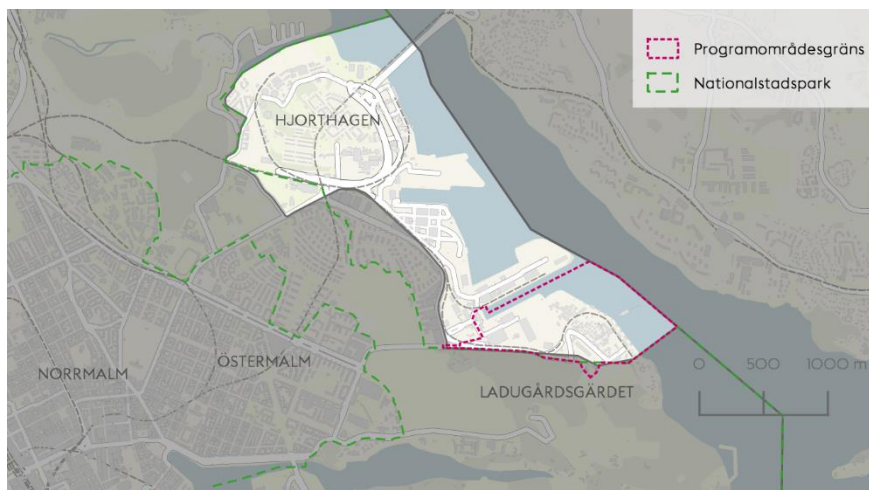 Programområdesgräns
Nationalstadspark
HJORTHAGEN
NORRMALM
ÖSTERMALM
LADUGÅRDSGÄRDET
0 500 1000 m